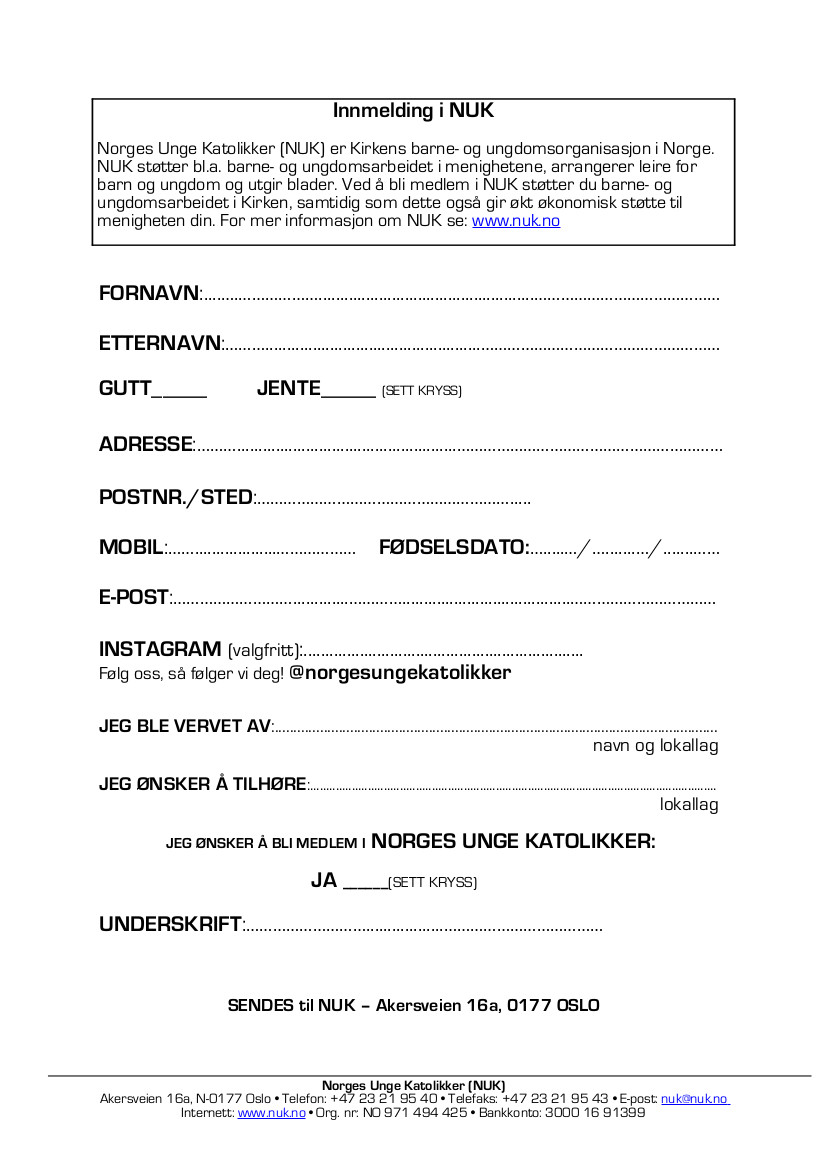 Innmelding i NUK
Norges Unge Katolikker (NUK) er Kirkens barne- og ungdomsorganisasjon i Norge.
NUK støtter bl.a. barne- og ungdomsarbeidet i menighetene, arrangerer leire for
barn og ungdom og utgir blader. Ved å bli medlem i NUK støtter du barne- og
ungdomsarbeidet i Kirken, samtidig som dette også gir økt økonomisk støtte til
menigheten din. For mer informasjon om NUK se: www.nuk.no
FORNAVN:..........................................................................................
ETTERNAVN:......................................................................................
GUTT_____ JENTE_____ (SETT KRYSS)
ADRESSE:...........................................................................................
POSTNR./STED:...............................................
MOBIL:................................. FØDSELSDATO:........../............/............
E-POST:..............................................................................................
INSTAGRAM (valgfritt):................................................
Følg oss, så følger vi deg! @norgesungekatolikker
JEG BLE VERVET AV:..............................................................................
navn og lokallag
JEG ØNSKER Å TILHØRE:........................................................................
lokallag
JEG ØNSKER Å BLI MEDLEM I NORGES UNGE KATOLIKKER:
JA _____(SETT KRYSS)
UNDERSKRIFT:..............................................................
SENDES til NUK – Akersveien 16a, 0177 OSLO
Norges Unge Katolikker (NUK)
Akersveien 16a, N-0177 Oslo • Telefon: +47 23 21 95 40 • Telefaks: +47 23 21 95 43 • E-post: nuk@nuk.no
Internett: www.nuk.no • Org. nr: NO 971 494 425 • Bankkonto: 3000 16 91399